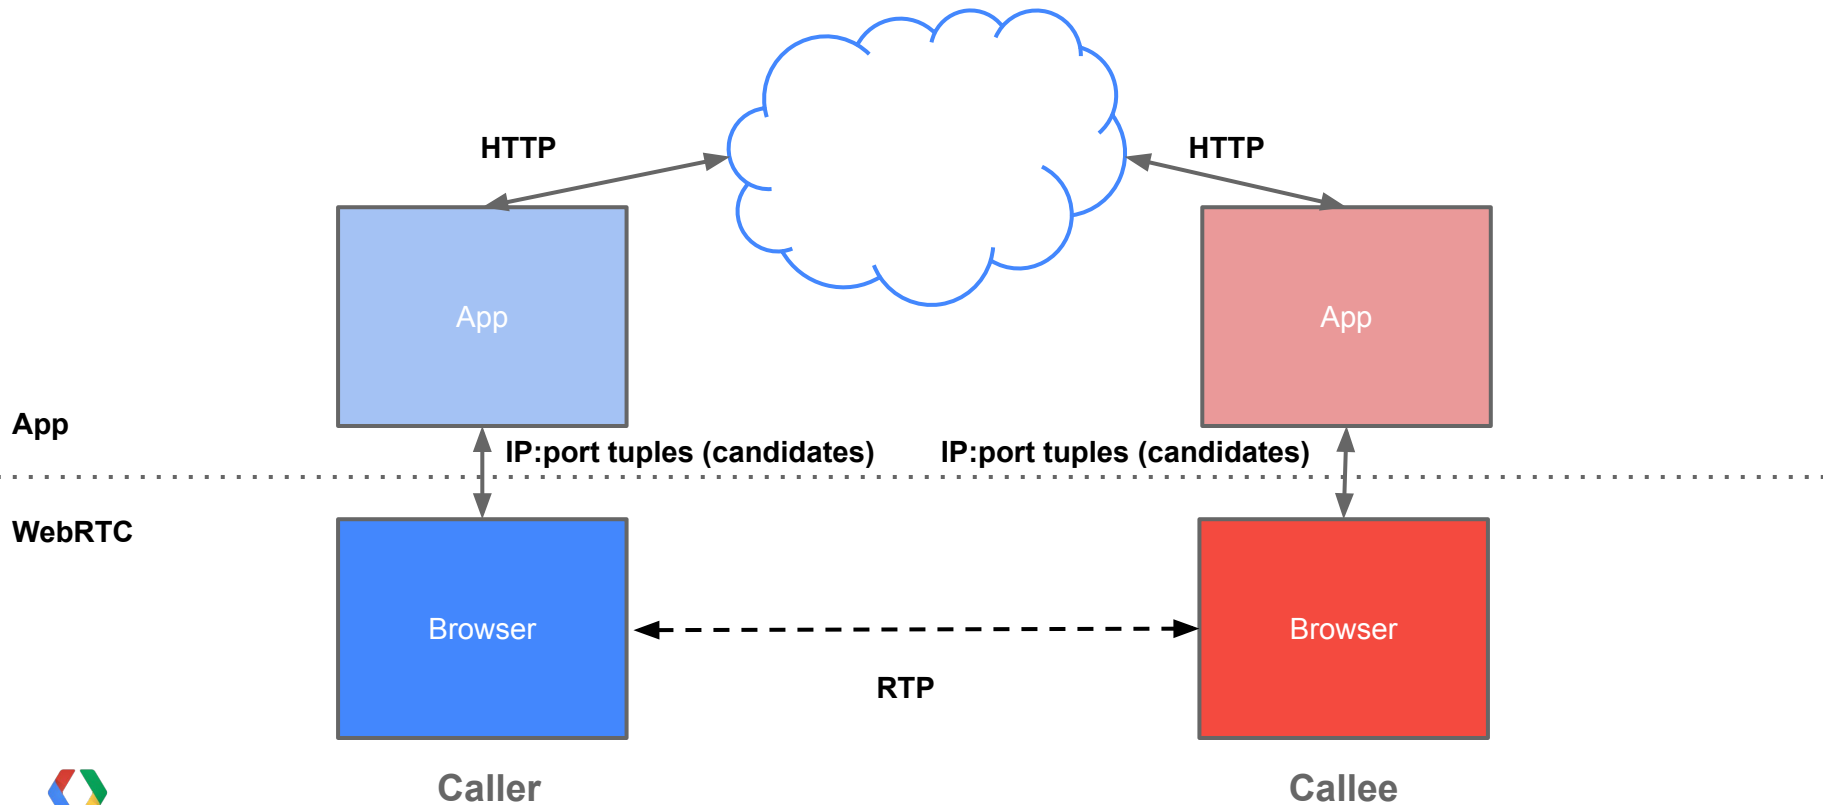 HTTP
HTTP
App
App
App
IP:port tuples (candidates)
IP:port tuples (candidates)
WebRTC
Browser
Browser
RTP
Caller
Callee